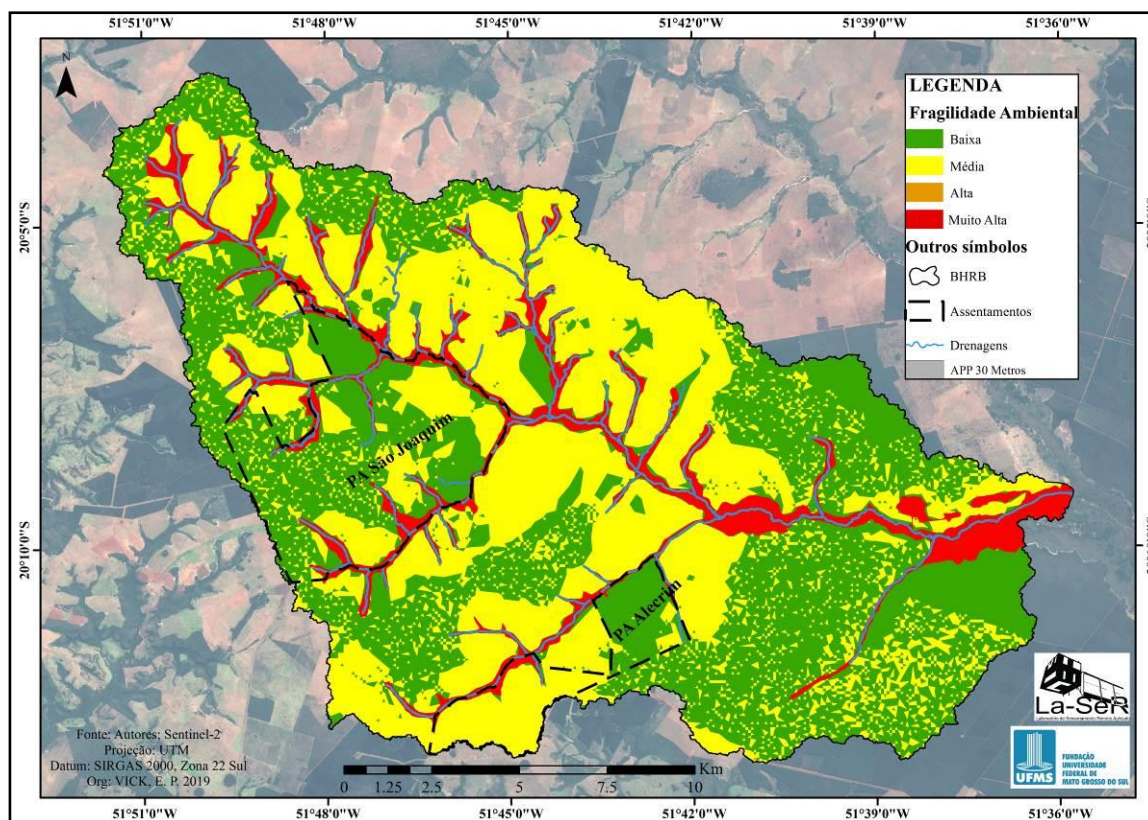 51°51'0"W 51°48'0"W 51°45'0"W 51°42'0"W 51°39'0"W 51°36'0"W
N
LEGENDA
Fragilidade Ambiental
Baixa
Média
Alta
Muito Alta
Outros símbolos
BHRB
Assentamentos
Drenagens
APP 30 Metros
20°5'0"S
20°10'0"S
PA São Joaquim
PA Alecrim
La-SeR
Fonte: Autores; Sentinel-2
Projeção: UTM
Datum: SIRGAS 2000, Zona 22 Sul
Org: VICK, E. P. 2019
Km
0 1.25 2.5 5 7.5 10
UFMS
FUNDAÇÃO
UNIVERSIDADE
FEDERAL DE
MATO GROSSO DO SUL
51°51'0"W 51°48'0"W 51°45'0"W 51°42'0"W 51°39'0"W 51°36'0"W